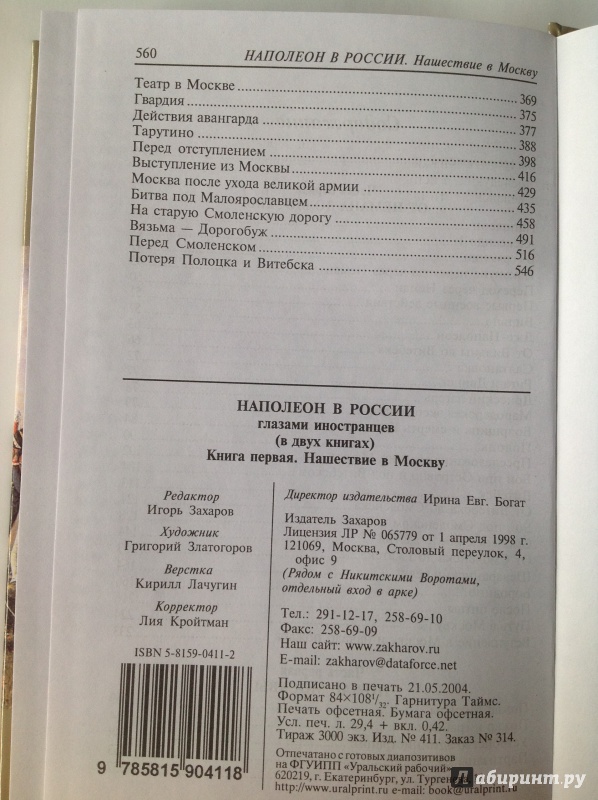 560 НАПОЛЕОН В РОССИИ. Нашествие в Москву
Театр в Москве 369
Гвардия 375
Действия авангарда 377
Тарутино 388
Перед отступлением 398
Выступление из Москвы 416
Москва после ухода великой армии 429
Битва под Малоярославцем 435
На старую Смоленскую дорогу 458
Вязьма — Дорогобуж 491
Перед Смоленском 516
Потеря Полоцка и Витебска 546
НАПОЛЕОН В РОССИИ
глазами иностранцев
(в двух книгах)
Книга первая. Нашествие в Москву
Редактор
Игорь Захаров
Художник
Григорий Златогоров
Верстка
Кирилл Лачугин
Корректор
Лия Кройтман
ISBN 5-8159-0411-2
9 785815 904118
Директор издательства Ирина Евг. Богат
Издатель Захаров
Лицензия ЛР № 065779 от 1 апреля 1998 г.
121069, Москва, Столовый переулок, 4,
офис 9
(Рядом с Никитскими Воротами,
отдельный вход в арке)
Тел.: 291-12-17, 258-69-10
Факс: 258-69-09
Наш сайт: www.zakharov.ru
E-mail: zakharov@dataforce.net
Подписано в печать 21.05.2004.
Формат 84×108¹/₃₂. Гарнитура Таймс.
Печать офсетная. Бумага офсетная.
Усл. печ. л. 29,4 + вкл. 0,42.
Тираж 3000 экз. Изд. № 411. Заказ № 314.
Отпечатано с готовых диапозитивов
на ФГУИПП «Уральский рабочий»
620219, г. Екатеринбург, ул. Тургенева
http://www.uralprint.ru e-mail: book@uralprint.ru
Лабиринт.ру